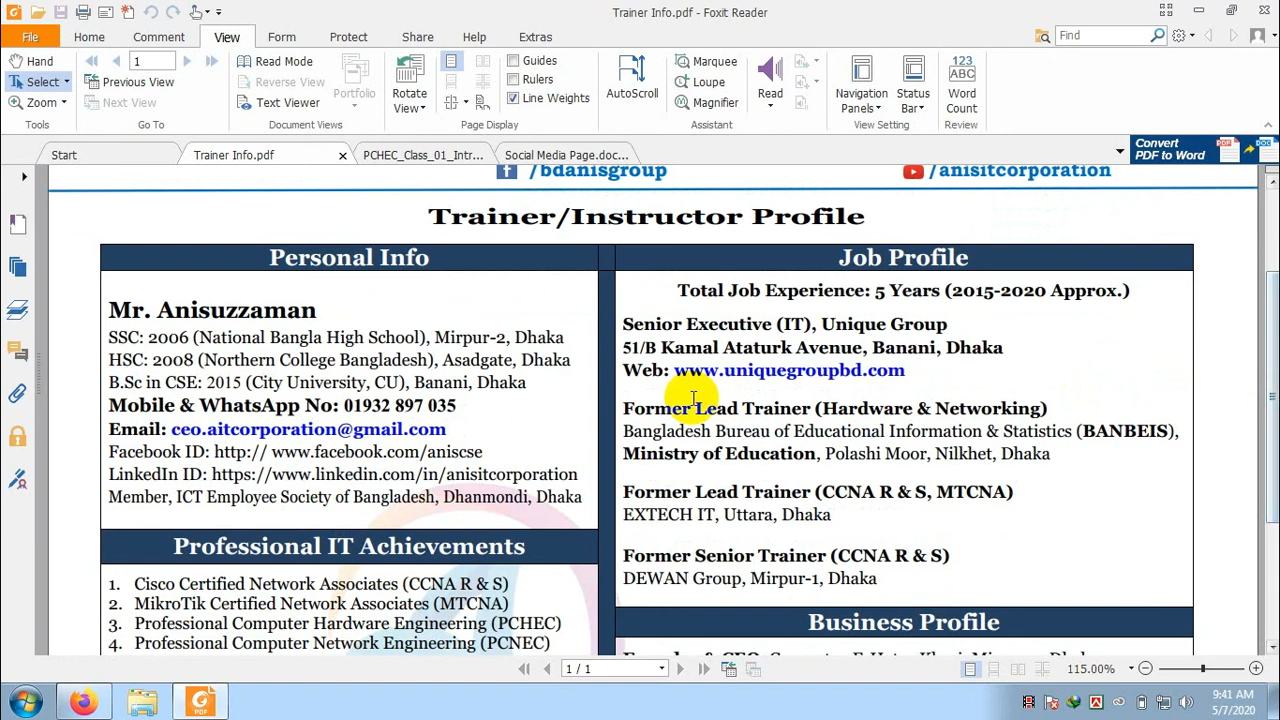 Trainer Info.pdf - Foxit Reader
File Home Comment View Form Protect Share Help Extras
Find
Hand
Select
Zoom
Tools
1
Previous View
Next View
Go To
Read Mode
Reverse View
Text Viewer
Portfolio
Document Views
Rotate View
Guides
Rulers
Line Weights
Page Display
AutoScroll
Marquee
Loupe
Magnifier
Assistant
Read
Navigation Panels
Status Bar
View Setting
123
ABC
Word Count
Review
Start
Trainer Info.pdf
PCHEC_Class_01_Intr...
Social Media Page.doc...
Convert
PDF to Word
/bdanisgroup
/anisitcorporation
Trainer/Instructor Profile
Personal Info
Mr. Anisuzzaman
SSC: 2006 (National Bangla High School), Mirpur-2, Dhaka
HSC: 2008 (Northern College Bangladesh), Asadgate, Dhaka
B.Sc in CSE: 2015 (City University, CU), Banani, Dhaka
Mobile & WhatsApp No: 01932 897 035
Email: ceo.aitcorporation@gmail.com
Facebook ID: http:// www.facebook.com/aniscse
LinkedIn ID: https://www.linkedin.com/in/anisitcorporation
Member, ICT Employee Society of Bangladesh, Dhanmondi, Dhaka
Professional IT Achievements
1. Cisco Certified Network Associates (CCNA R & S)
2. MikroTik Certified Network Associates (MTCNA)
3. Professional Computer Hardware Engineering (PCHEC)
4. Professional Computer Network Engineering (PCNEC)
Job Profile
Total Job Experience: 5 Years (2015-2020 Approx.)
Senior Executive (IT), Unique Group
51/B Kamal Ataturk Avenue, Banani, Dhaka
Web: www.uniquegroupbd.com
Former Lead Trainer (Hardware & Networking)
Bangladesh Bureau of Educational Information & Statistics (BANBEIS),
Ministry of Education, Polashi Moor, Nilkhet, Dhaka
Former Lead Trainer (CCNA R & S, MTCNA)
EXTECH IT, Uttara, Dhaka
Former Senior Trainer (CCNA R & S)
DEWAN Group, Mirpur-1, Dhaka
Business Profile
1 / 1
115.00%
9:41 AM
5/7/2020